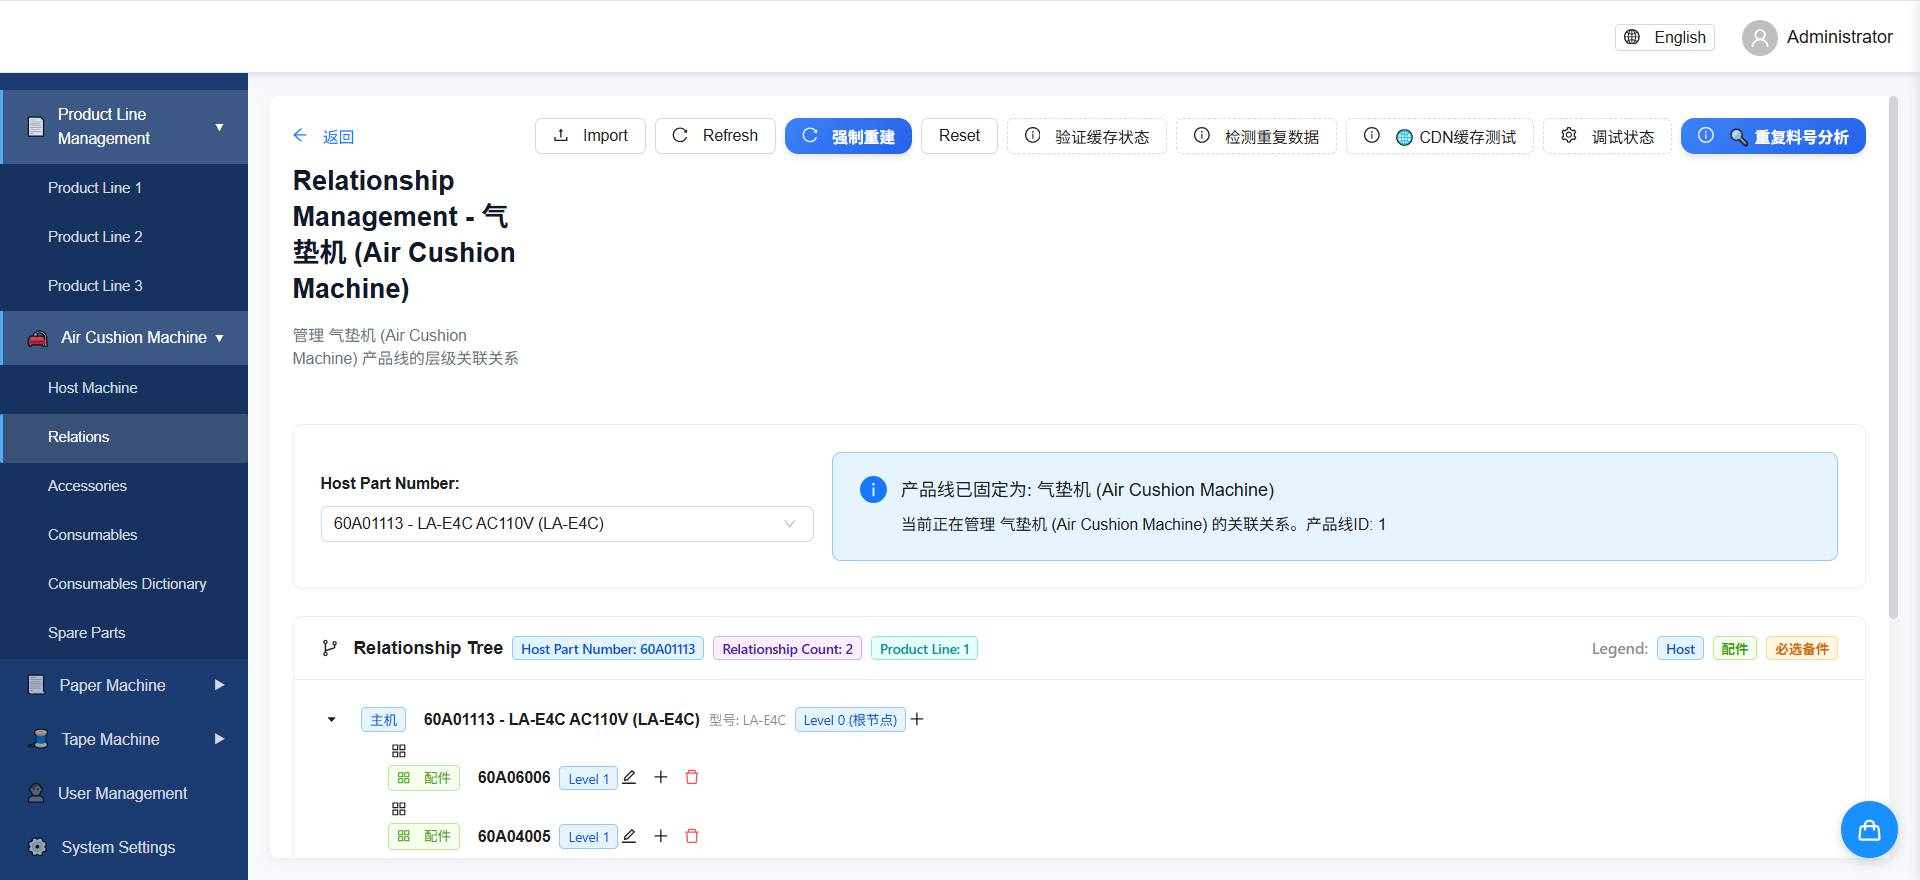 English
Administrator
Product Line
Management
Product Line 1
Product Line 2
Product Line 3
Air Cushion Machine
Host Machine
Relations
Accessories
Consumables
Consumables Dictionary
Spare Parts
Paper Machine
Tape Machine
User Management
System Settings
返回
Import
Refresh
强制重建
Reset
验证缓存状态
检测重复数据
CDN缓存测试
调试状态
重复料号分析
Relationship
Management - 气
垫机 (Air Cushion
Machine)
管理 气垫机 (Air Cushion
Machine) 产品线的层级关联关系
Host Part Number:
60A01113 - LA-E4C AC110V (LA-E4C)
产品线已固定为: 气垫机 (Air Cushion Machine)
当前正在管理 气垫机 (Air Cushion Machine) 的关联关系。产品线ID: 1
Relationship Tree
Host Part Number: 60A01113
Relationship Count: 2
Product Line: 1
Legend:
Host
配件
必选备件
主机
60A01113 - LA-E4C AC110V (LA-E4C)
型号: LA-E4C
Level 0 (根节点)
配件
60A06006
Level 1
配件
60A04005
Level 1